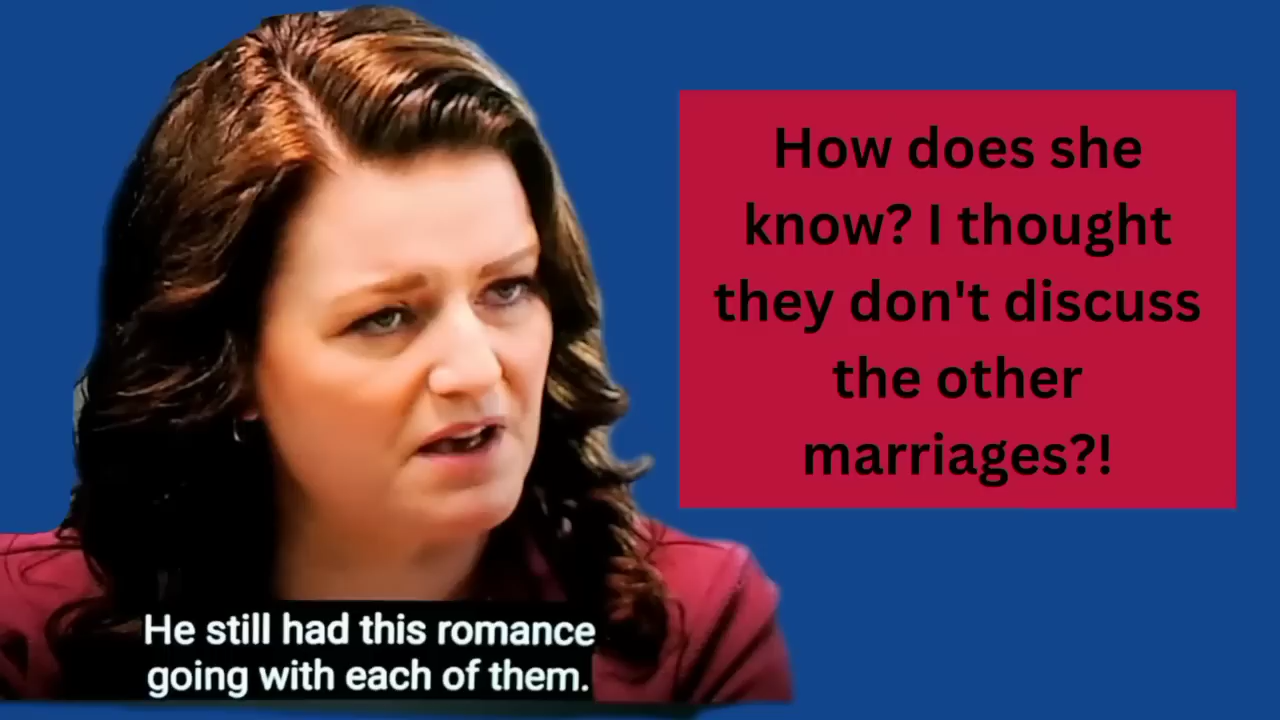 How does she
know? I thought
they don't discuss
the other
marriages?!
He still had this romance
going with each of them.